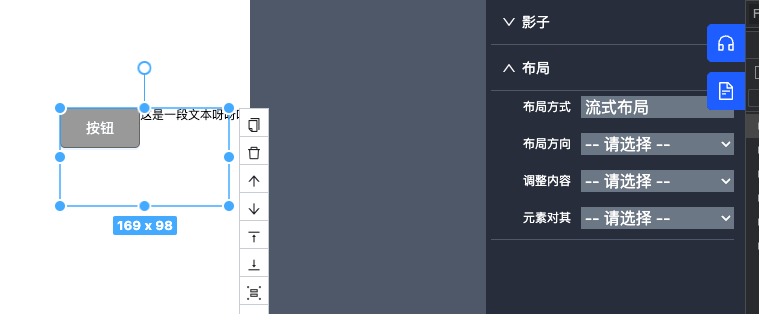 影子
布局
布局方式 流式布局
布局方向 -- 请选择 --
调整内容 -- 请选择 --
元素对其 -- 请选择 --
按钮
这是一段文本呀
169 x 98
F